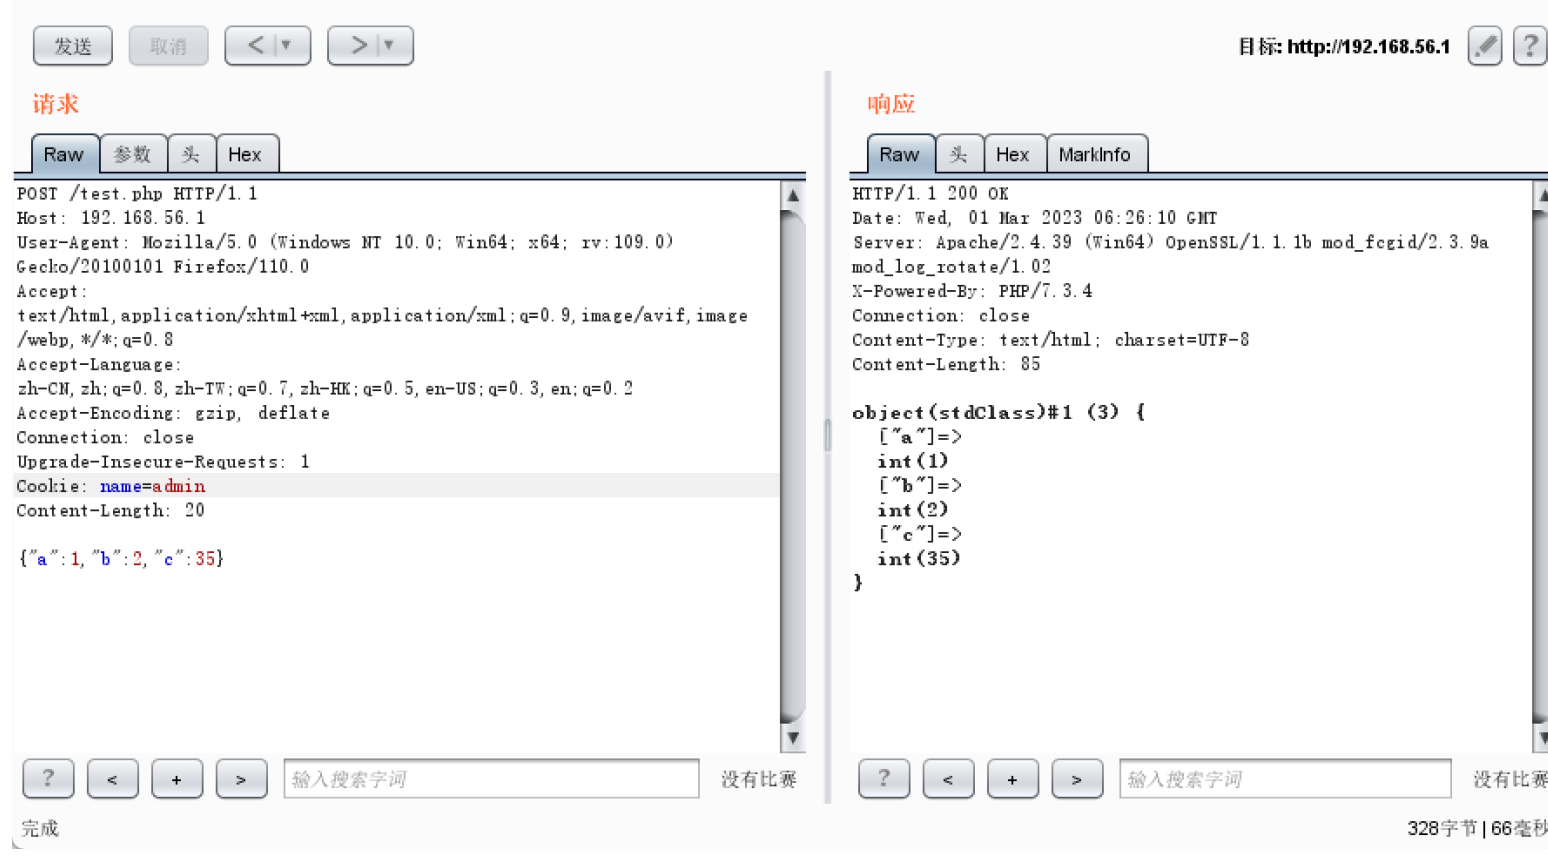 发送 取消 < ▼ > ▼ 目标: http://192.168.56.1 ?
请求
Raw 参数 头 Hex
POST /test.php HTTP/1.1
Host: 192.168.56.1
User-Agent: Mozilla/5.0 (Windows NT 10.0; Win64; x64; rv:109.0)
Gecko/20100101 Firefox/110.0
Accept:
text/html,application/xhtml+xml,application/xml;q=0.9,image/avif,image
/webp,*/*;q=0.8
Accept-Language:
zh-CN,zh;q=0.8,zh-TW;q=0.7,zh-HK;q=0.5,en-US;q=0.3,en;q=0.2
Accept-Encoding: gzip, deflate
Connection: close
Upgrade-Insecure-Requests: 1
Cookie: name=admin
Content-Length: 20
{"a":1,"b":2,"c":35}
? < + > 输入搜索字词 没有比赛
完成
响应
Raw 头 Hex MarkInfo
HTTP/1.1 200 OK
Date: Wed, 01 Mar 2023 06:26:10 GMT
Server: Apache/2.4.39 (Win64) OpenSSL/1.1.1b mod_fcgid/2.3.9a
mod_log_rotate/1.02
X-Powered-By: PHP/7.3.4
Connection: close
Content-Type: text/html; charset=UTF-8
Content-Length: 85
object(stdClass)#1 (3) {
["a"]=>
int(1)
["b"]=>
int(2)
["c"]=>
int(35)
}
? < + > 输入搜索字词 没有比赛
328字节 | 66毫秒